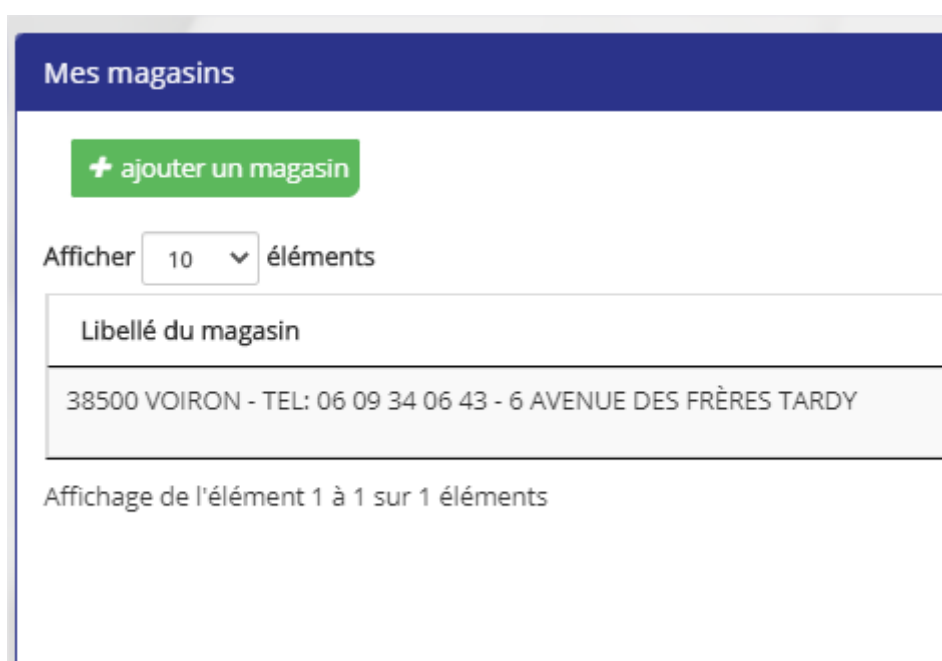 Mes magasins
ajouter un magasin
Afficher 10 éléments
Libellé du magasin
38500 VOIRON - TEL: 06 09 34 06 43 - 6 AVENUE DES FRÈRES TARDY
Affichage de l'élément 1 à 1 sur 1 éléments